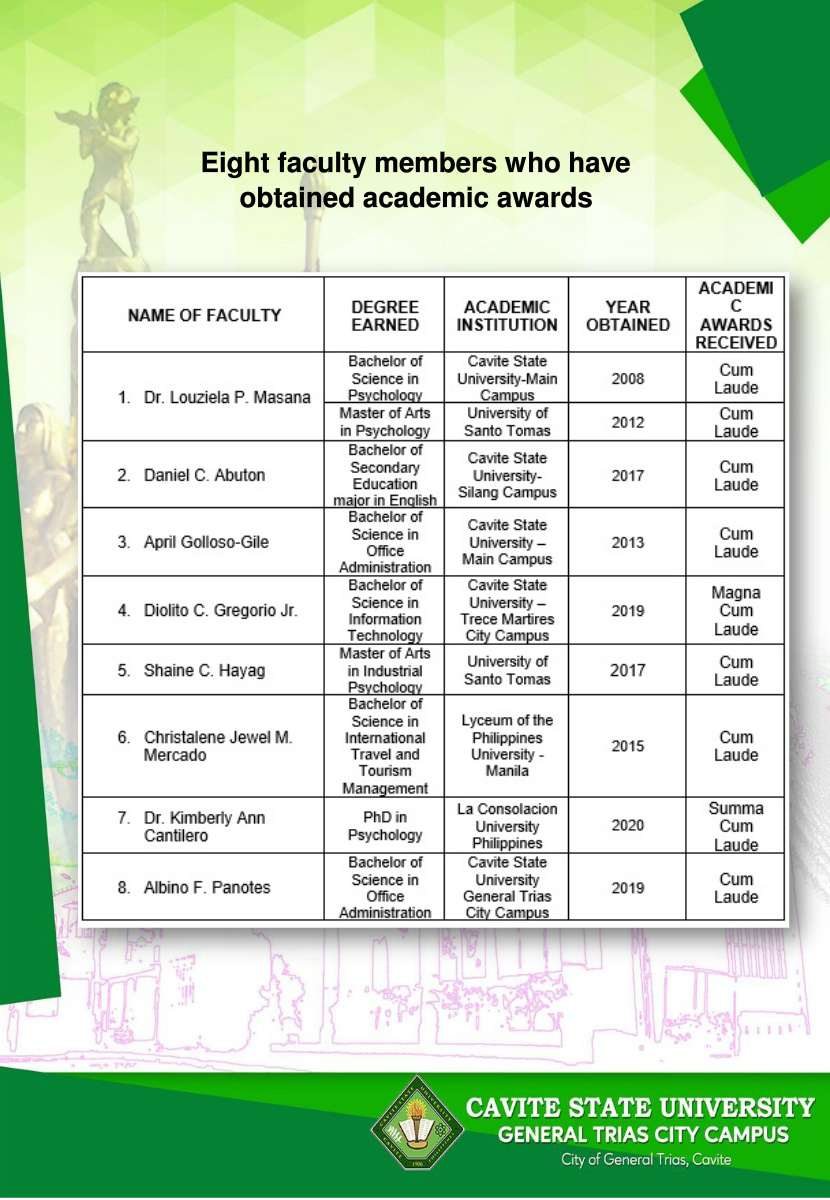 Eight faculty members who have
obtained academic awards
NAME OF FACULTY
DEGREE
EARNED
ACADEMIC
INSTITUTION
YEAR
OBTAINED
ACADEMI
C
AWARDS
RECEIVED
1. Dr. Louziela P. Masana
Bachelor of
Science in
Psychology
Cavite State
University-Main
Campus
2008
Cum
Laude
Master of Arts
in Psychology
University of
Santo Tomas
2012
Cum
Laude
2. Daniel C. Abuton
Bachelor of
Secondary
Education
major in English
Cavite State
University-
Silang Campus
2017
Cum
Laude
3. April Golloso-Gile
Bachelor of
Science in
Office
Administration
Cavite State
University –
Main Campus
2013
Cum
Laude
4. Diolito C. Gregorio Jr.
Bachelor of
Science in
Information
Technology
Cavite State
University –
Trece Martires
City Campus
2019
Magna
Cum
Laude
5. Shaine C. Hayag
Master of Arts
in Industrial
Psychology
University of
Santo Tomas
2017
Cum
Laude
6. Christalene Jewel M.
Mercado
Bachelor of
Science in
International
Travel and
Tourism
Management
Lyceum of the
Philippines
University -
Manila
2015
Cum
Laude
7. Dr. Kimberly Ann
Cantilero
PhD in
Psychology
La Consolacion
University
Philippines
2020
Summa
Cum
Laude
8. Albino F. Panotes
Bachelor of
Science in
Office
Administration
Cavite State
University
General Trias
City Campus
2019
Cum
Laude
CAVITE STATE UNIVERSITY
GENERAL TRIAS CITY CAMPUS
City of General Trias, Cavite
CAVITE STATE UNIVERSITY
CAVITE
PHILIPPINES
1906